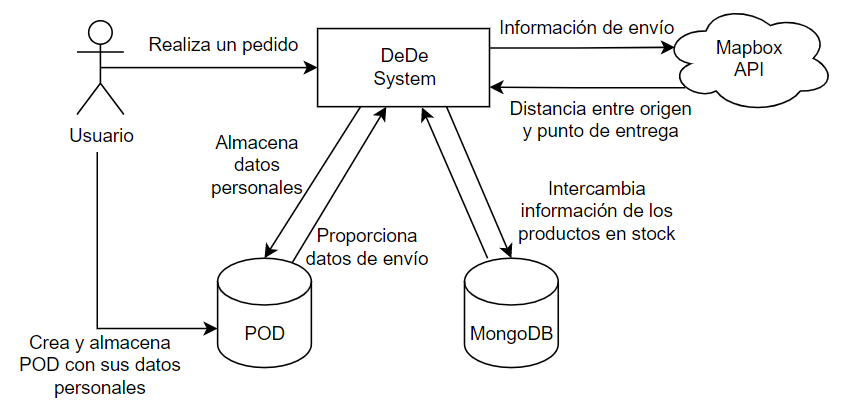 Realiza un pedido
DeDe
System
Información de envío
Mapbox
API
Usuario
Distancia entre origen
y punto de entrega
Almacena
datos
personales
Proporciona
datos de envío
Intercambia
información de los
productos en stock
POD
MongoDB
Crea y almacena
POD con sus datos
personales